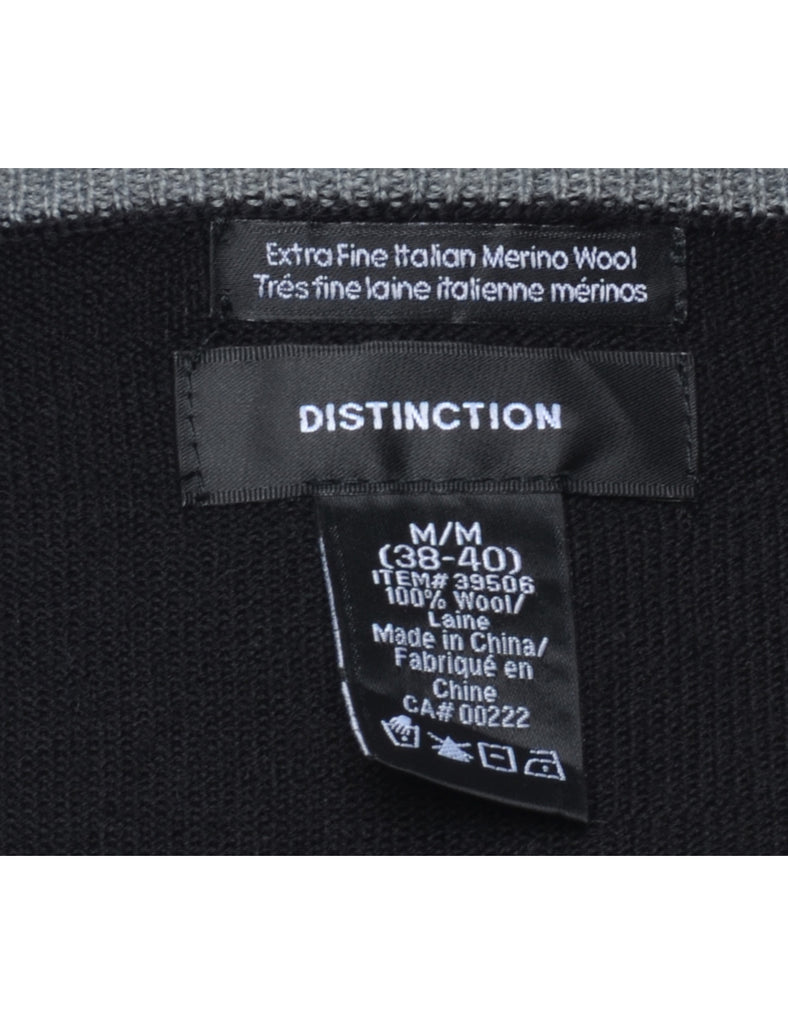 Extra Fine Italian Merino Wool
Trés fine laine italienne mérinos
DISTINCTION
M/M
(38-40)
ITEM# 39506
100% Wool/
Laine
Made in China/
Fabriqué en
Chine
CA# 00222